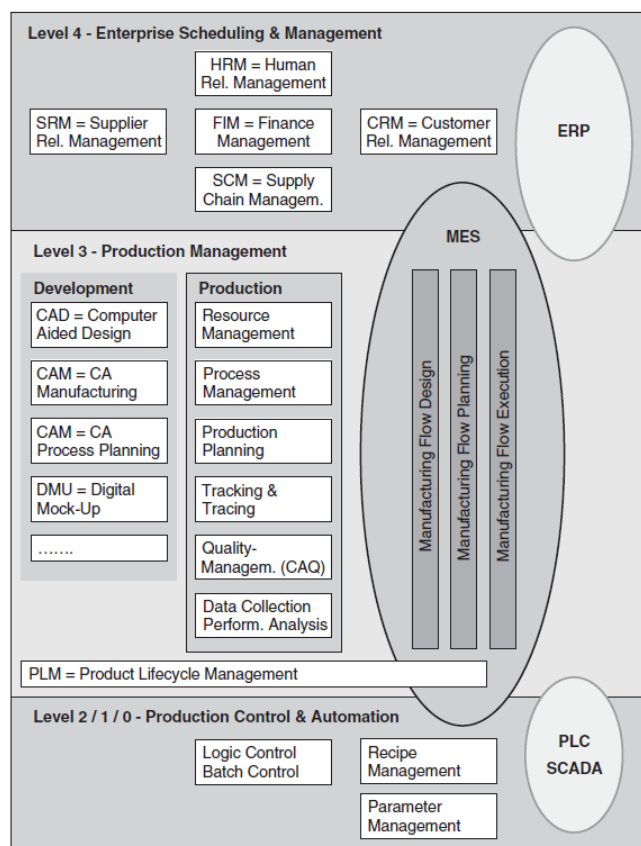 Level 4 - Enterprise Scheduling & Management
HRM = Human
Rel. Management
SRM = Supplier
Rel. Management
FIM = Finance
Management
CRM = Customer
Rel. Management
SCM = Supply
Chain Managem.
ERP
Level 3 - Production Management
Development
CAD = Computer
Aided Design
CAM = CA
Manufacturing
CAM = CA
Process Planning
DMU = Digital
Mock-Up
.......
Production
Resource
Management
Process
Management
Production
Planning
Tracking &
Tracing
Quality-
Managem. (CAQ)
Data Collection
Perform. Analysis
MES
Manufacturing Flow Design
Manufacturing Flow Planning
Manufacturing Flow Execution
PLM = Product Lifecycle Management
Level 2 / 1 / 0 - Production Control & Automation
Logic Control
Batch Control
Recipe
Management
Parameter
Management
PLC
SCADA